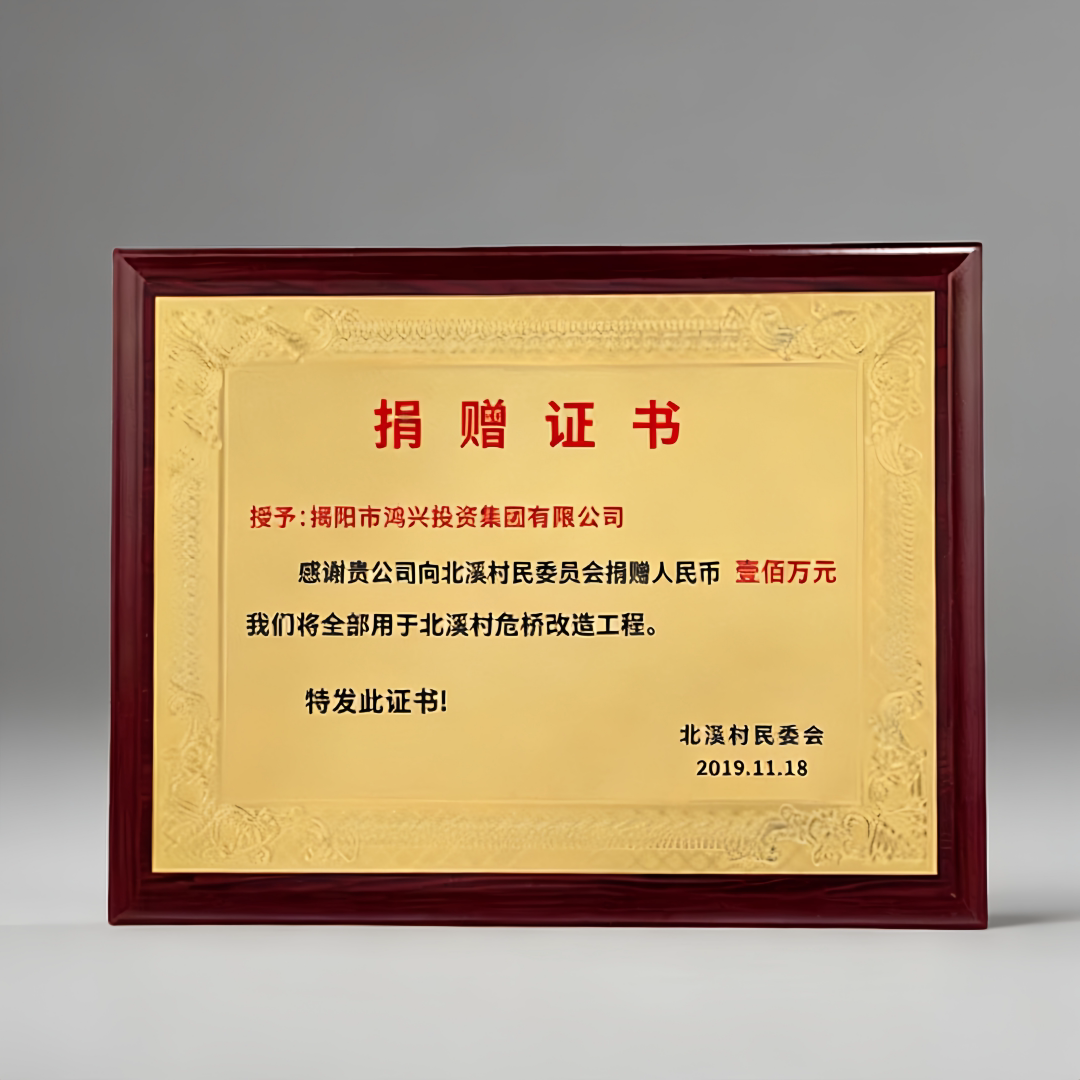 捐赠证书
授予:揭阳市鸿兴投资集团有限公司
感谢贵公司向北溪村民委员会捐赠人民币 壹佰万元
我们将全部用于北溪村危桥改造工程。
特发此证书!
北溪村民委会
2019.11.18